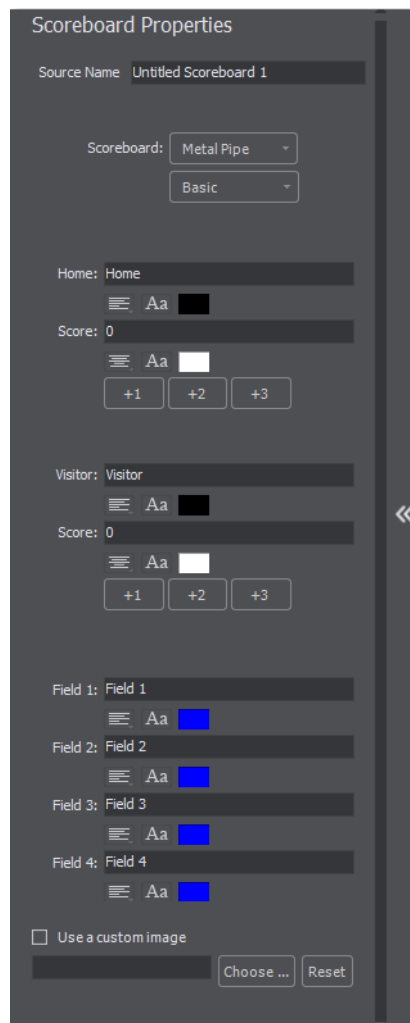 Scoreboard Properties
Source Name Untitled Scoreboard 1
Scoreboard: Metal Pipe
Basic
Home: Home
Aa
Score: 0
Aa
+1 +2 +3
Visitor: Visitor
Aa
Score: 0
Aa
+1 +2 +3
Field 1: Field 1
Aa
Field 2: Field 2
Aa
Field 3: Field 3
Aa
Field 4: Field 4
Aa
Use a custom image
Choose ... Reset